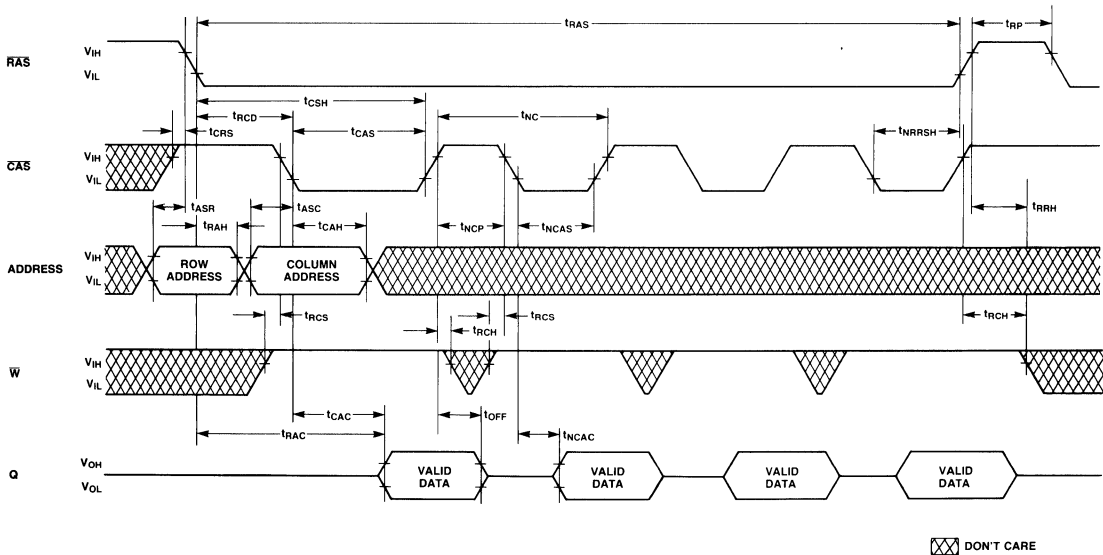 tRAS
tRP
RAS
VIH
VIL
tCSH
tRCD
tNC
tCRS
tCAS
tNRRSH
CAS
VIH
VIL
tASR
tASC
tRRH
tRAH
tCAH
tNCP
tNCAS
ADDRESS
VIH
VIL
ROW
ADDRESS
COLUMN
ADDRESS
tRCS
tRCH
tRCS
tRCH
W
VIH
VIL
tCAC
tOFF
tRAC
tNCAC
Q
VOH
VOL
VALID
DATA
VALID
DATA
VALID
DATA
VALID
DATA
DON'T CARE